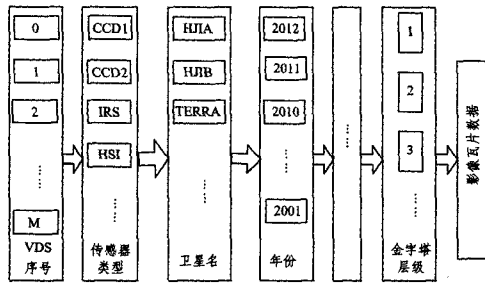 0
1
2
⋮
M
VDS
序号
CCD1
CCD2
IRS
HSI
⋮
传感器
类型
HJIA
HJIB
TERRA
⋮
卫星名
2012
2011
2010
⋮
2001
年份
⋮
⋮
1
2
3
⋮
金字塔
层级
影像瓦片数据